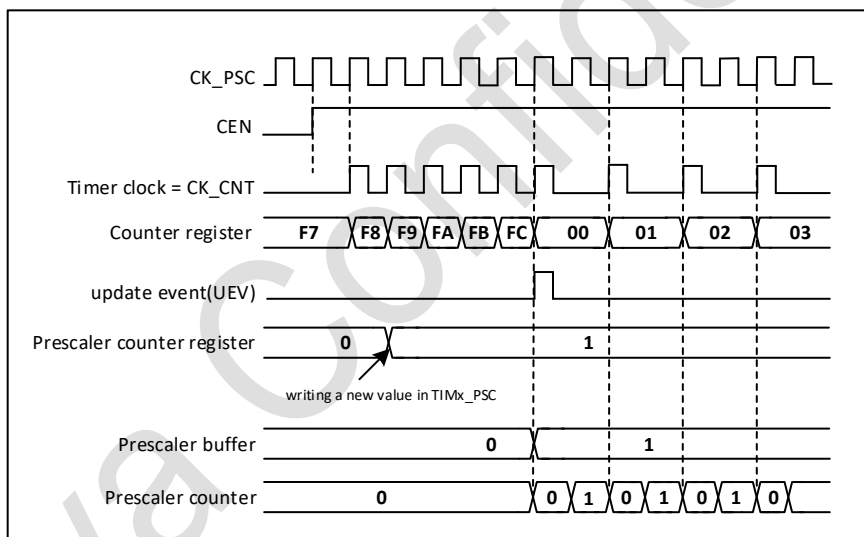 CK_PSC
CEN
Timer clock = CK_CNT
Counter register F7 F8 F9 FA FB FC 00 01 02 03
update event(UEV)
Prescaler counter register 0 1
writing a new value in TIMx_PSC
Prescaler buffer 0 1
Prescaler counter 0 0 1 0 1 0 1 0